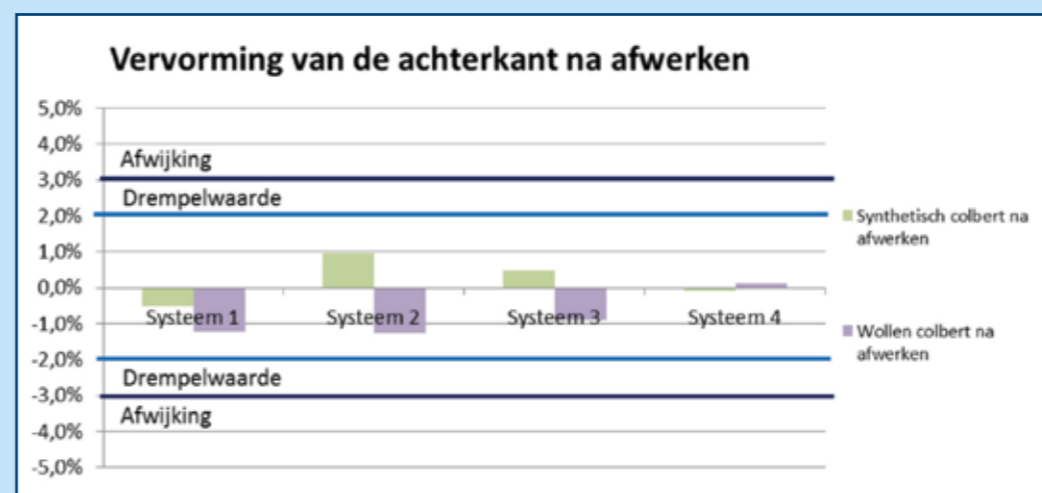 Vervorming van de achterkant na afwerken
5,0%
4,0%
Afwijking
3,0%
Drempelwaarde
2,0%
1,0%
0,0%
-1,0%
-2,0%
-3,0%
-4,0%
-5,0%
Systeem 1
Systeem 2
Systeem 3
Systeem 4
Drempelwaarde
Afwijking
Synthetisch colbert na
afwerken
Wollen colbert na
afwerken